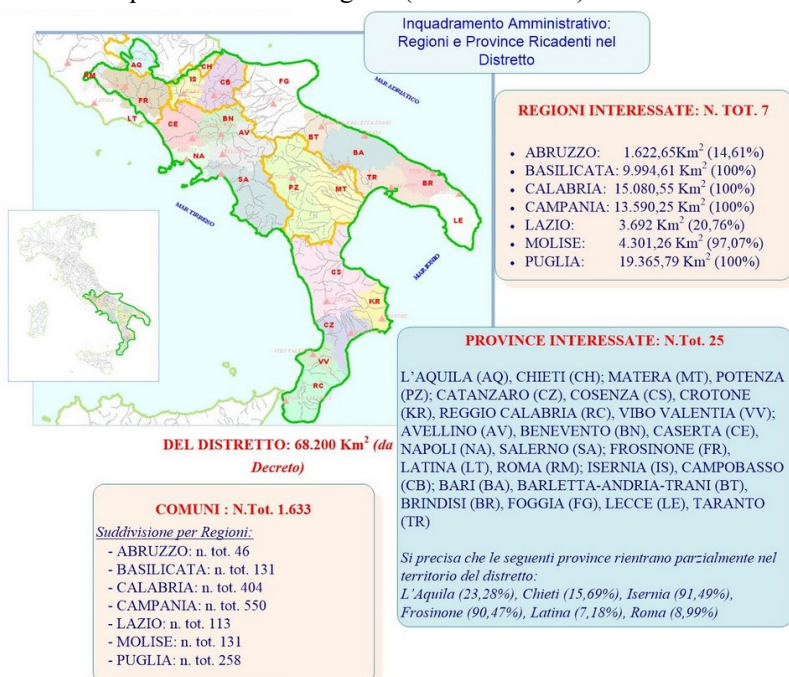 Inquadramento Amministrativo:
Regioni e Province Ricadenti nel
Distretto
REGIONI INTERESSATE: N. TOT. 7
• ABRUZZO: 1.622,65Km² (14,61%)
• BASILICATA: 9.994,61 Km² (100%)
• CALABRIA: 15.080,55 Km² (100%)
• CAMPANIA: 13.590,25 Km² (100%)
• LAZIO: 3.692 Km² (20,76%)
• MOLISE: 4.301,26 Km² (97,07%)
• PUGLIA: 19.365,79 Km² (100%)
AQ
CH
RM
IS
CB
FG
FR
LT
CE
BN
AV
BT
BA
NA
SA
PZ
MT
TR
BR
LE
CS
KR
CZ
VV
RC
MAR ADRIATICO
MAR TIRRENO
PROVINCE INTERESSATE: N.Tot. 25
L'AQUILA (AQ), CHIETI (CH); MATERA (MT), POTENZA
(PZ); CATANZARO (CZ), COSENZA (CS), CROTONE
(KR), REGGIO CALABRIA (RC), VIBO VALENTIA (VV);
AVELLINO (AV), BENEVENTO (BN), CASERTA (CE),
NAPOLI (NA), SALERNO (SA); FROSINONE (FR),
LATINA (LT), ROMA (RM); ISERNIA (IS), CAMPOBASSO
(CB); BARI (BA), BARLETTA-ANDRIA-TRANI (BT),
BRINDISI (BR), FOGGIA (FG), LECCE (LE), TARANTO
(TR)
Si precisa che le seguenti province rientrano parzialmente nel
territorio del distretto:
L'Aquila (23,28%), Chieti (15,69%), Isernia (91,49%),
Frosinone (90,47%), Latina (7,18%), Roma (8,99%)
DEL DISTRETTO: 68.200 Km² (da
Decreto)
COMUNI : N.Tot. 1.633
Suddivisione per Regioni:
- ABRUZZO: n. tot. 46
- BASILICATA: n. tot. 131
- CALABRIA: n. tot. 404
- CAMPANIA: n. tot. 550
- LAZIO: n. tot. 113
- MOLISE: n. tot. 131
- PUGLIA: n. tot. 258